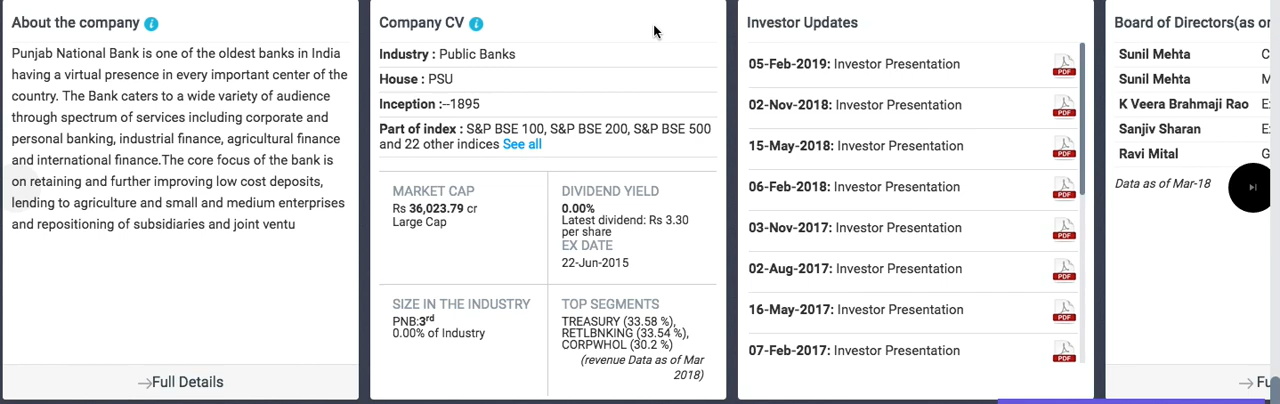 About the company
Punjab National Bank is one of the oldest banks in India
having a virtual presence in every important center of the
country. The Bank caters to a wide variety of audience
through spectrum of services including corporate and
personal banking, industrial finance, agricultural finance
and international finance.The core focus of the bank is
on retaining and further improving low cost deposits,
lending to agriculture and small and medium enterprises
and repositioning of subsidiaries and joint ventu
Full Details
Company CV
Industry : Public Banks
House : PSU
Inception :--1895
Part of index : S&P BSE 100, S&P BSE 200, S&P BSE 500
and 22 other indices See all
MARKET CAP
Rs 36,023.79 cr
Large Cap
DIVIDEND YIELD
0.00%
Latest dividend: Rs 3.30
per share
EX DATE
22-Jun-2015
SIZE IN THE INDUSTRY
PNB:3rd
0.00% of Industry
TOP SEGMENTS
TREASURY (33.58 %),
RETLBNKING (33.54 %),
CORPWHOL (30.2 %)
(revenue Data as of Mar
2018)
Investor Updates
05-Feb-2019: Investor Presentation PDF
02-Nov-2018: Investor Presentation PDF
15-May-2018: Investor Presentation PDF
06-Feb-2018: Investor Presentation PDF
03-Nov-2017: Investor Presentation PDF
02-Aug-2017: Investor Presentation PDF
16-May-2017: Investor Presentation PDF
07-Feb-2017: Investor Presentation PDF
Board of Directors(as o
Sunil Mehta C
Sunil Mehta M
K Veera Brahmaji Rao E
Sanjiv Sharan E
Ravi Mital G
Data as of Mar-18
Fu